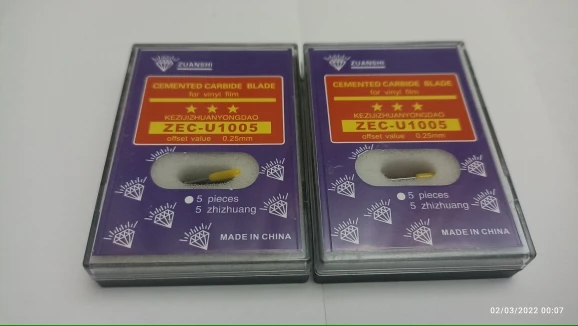 ZUANSHI
CEMENTED CARBIDE BLADE
for vinyl film
KEZIJIZHUANYONGDAO
ZEC-U1005
offset value 0.25mm
5 pieces
5 zhizhuang
MADE IN CHINA
ZUANSHI
CEMENTED CARBIDE BLADE
for vinyl film
KEZIJIZHUANYONGDAO
ZEC-U1005
offset value 0.25mm
5 pieces
5 zhizhuang
MADE IN CHINA
02/03/2022 00:07